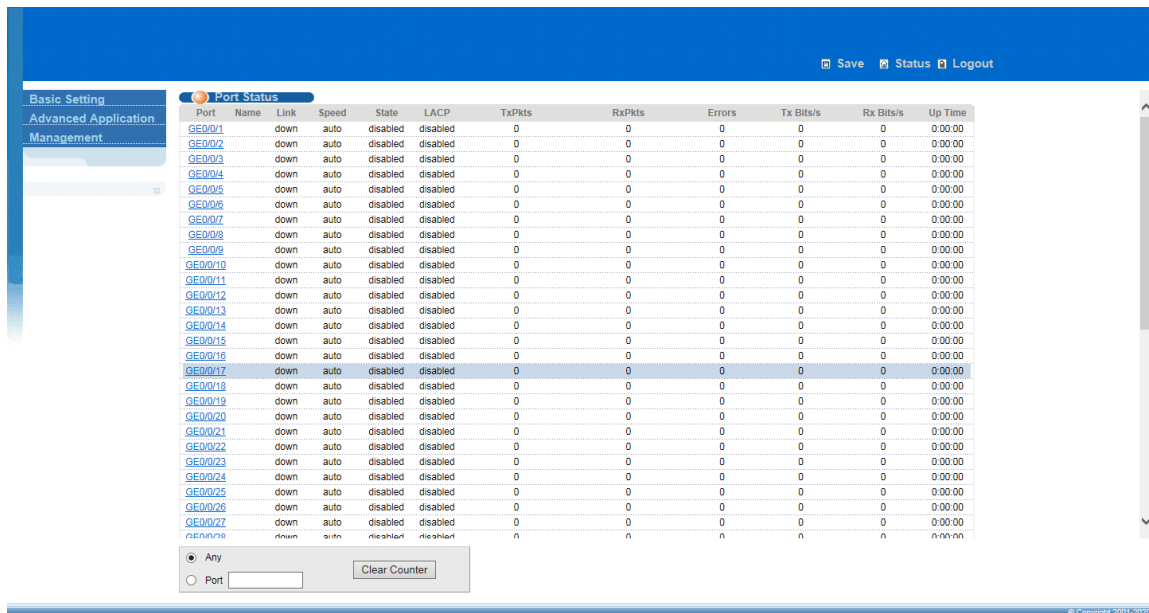 Save Status Logout
Basic Setting
Advanced Application
Management
Port Status
Port Name Link Speed State LACP TxPkts RxPkts Errors Tx Bits/s Rx Bits/s Up Time
GE0/0/1 down auto disabled disabled 0 0 0 0 0 0:00:00
GE0/0/2 down auto disabled disabled 0 0 0 0 0 0:00:00
GE0/0/3 down auto disabled disabled 0 0 0 0 0 0:00:00
GE0/0/4 down auto disabled disabled 0 0 0 0 0 0:00:00
GE0/0/5 down auto disabled disabled 0 0 0 0 0 0:00:00
GE0/0/6 down auto disabled disabled 0 0 0 0 0 0:00:00
GE0/0/7 down auto disabled disabled 0 0 0 0 0 0:00:00
GE0/0/8 down auto disabled disabled 0 0 0 0 0 0:00:00
GE0/0/9 down auto disabled disabled 0 0 0 0 0 0:00:00
GE0/0/10 down auto disabled disabled 0 0 0 0 0 0:00:00
GE0/0/11 down auto disabled disabled 0 0 0 0 0 0:00:00
GE0/0/12 down auto disabled disabled 0 0 0 0 0 0:00:00
GE0/0/13 down auto disabled disabled 0 0 0 0 0 0:00:00
GE0/0/14 down auto disabled disabled 0 0 0 0 0 0:00:00
GE0/0/15 down auto disabled disabled 0 0 0 0 0 0:00:00
GE0/0/16 down auto disabled disabled 0 0 0 0 0 0:00:00
GE0/0/17 down auto disabled disabled 0 0 0 0 0 0:00:00
GE0/0/18 down auto disabled disabled 0 0 0 0 0 0:00:00
GE0/0/19 down auto disabled disabled 0 0 0 0 0 0:00:00
GE0/0/20 down auto disabled disabled 0 0 0 0 0 0:00:00
GE0/0/21 down auto disabled disabled 0 0 0 0 0 0:00:00
GE0/0/22 down auto disabled disabled 0 0 0 0 0 0:00:00
GE0/0/23 down auto disabled disabled 0 0 0 0 0 0:00:00
GE0/0/24 down auto disabled disabled 0 0 0 0 0 0:00:00
GE0/0/25 down auto disabled disabled 0 0 0 0 0 0:00:00
GE0/0/26 down auto disabled disabled 0 0 0 0 0 0:00:00
GE0/0/27 down auto disabled disabled 0 0 0 0 0 0:00:00
GE0/0/28 down auto disabled disabled 0 0 0 0 0 0:00:00
Any
Port
Clear Counter
© Copyright 2001-2020